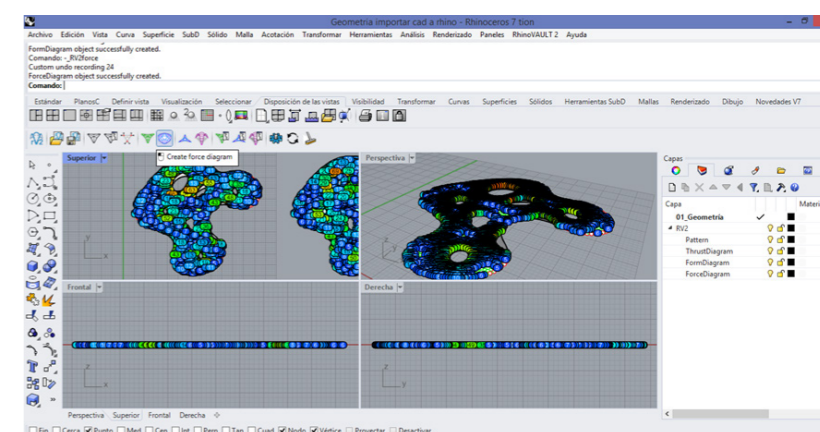 Geometria importar cad a rhino - Rhinoceros 7 tion
Archivo Edición Vista Curva Superficie SubD Sólido Malla Acotación Transformar Herramientas Análisis Renderizado Paneles RhinoVAULT 2 Ayuda
FormDiagram object successfully created.
Comando: -_RV2force
Custom undo recording 24
ForceDiagram object successfully created.
Comando:
Estándar PlanosC Definir vista Visualización Seleccionar Disposición de las vistas Visibilidad Transformar Curvas Superficies Sólidos Herramientas SubD Mallas Renderizado Dibujo Novedades V7
Create force diagram
Superior
Perspectiva
Capas
Capa Materi
01_Geometría
RV2
Pattern
ThrustDiagram
FormDiagram
ForceDiagram
y
x
z
y
Frontal
Derecha
z
x
z
y
Perspectiva Superior Frontal Derecha
Fin Cerca Punto Med Cen Int Perp Tan Cuad Nodo Vértice Proyectar Desactivar